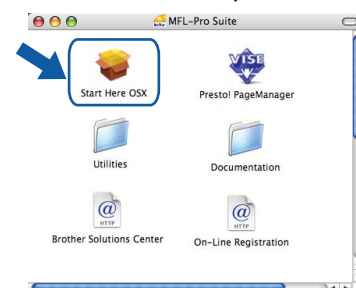 MFL-Pro Suite
VISE
Start Here OSX
Presto! PageManager
Utilities
Documentation
@
HTTP
@
HTTP
Brother Solutions Center
On-Line Registration